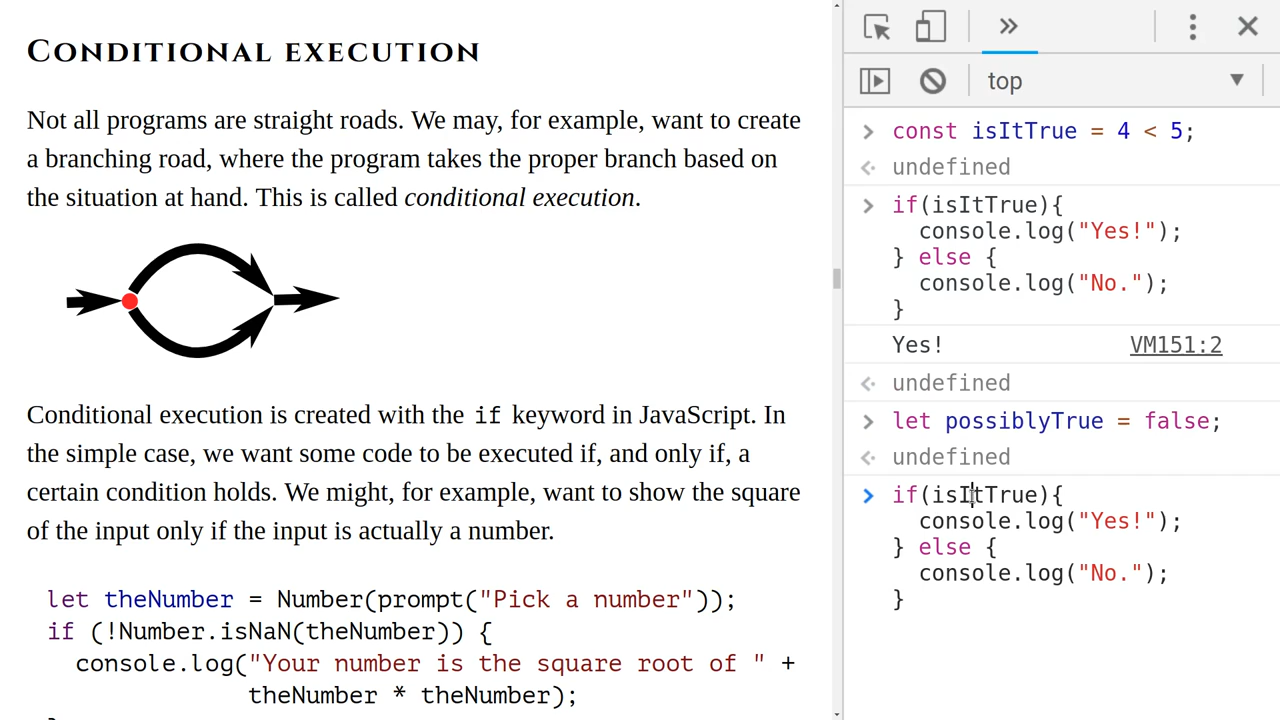 CONDITIONAL EXECUTION
Not all programs are straight roads. We may, for example, want to create
a branching road, where the program takes the proper branch based on
the situation at hand. This is called conditional execution.
Conditional execution is created with the if keyword in JavaScript. In
the simple case, we want some code to be executed if, and only if, a
certain condition holds. We might, for example, want to show the square
of the input only if the input is actually a number.
let theNumber = Number(prompt("Pick a number"));
if (!Number.isNaN(theNumber)) {
  console.log("Your number is the square root of " +
              theNumber * theNumber);
top
> const isItTrue = 4 < 5;
undefined
> if(isItTrue){
  console.log("Yes!");
} else {
  console.log("No.");
}
Yes! VM151:2
undefined
> let possiblyTrue = false;
undefined
> if(isItTrue){
  console.log("Yes!");
} else {
  console.log("No.");
}